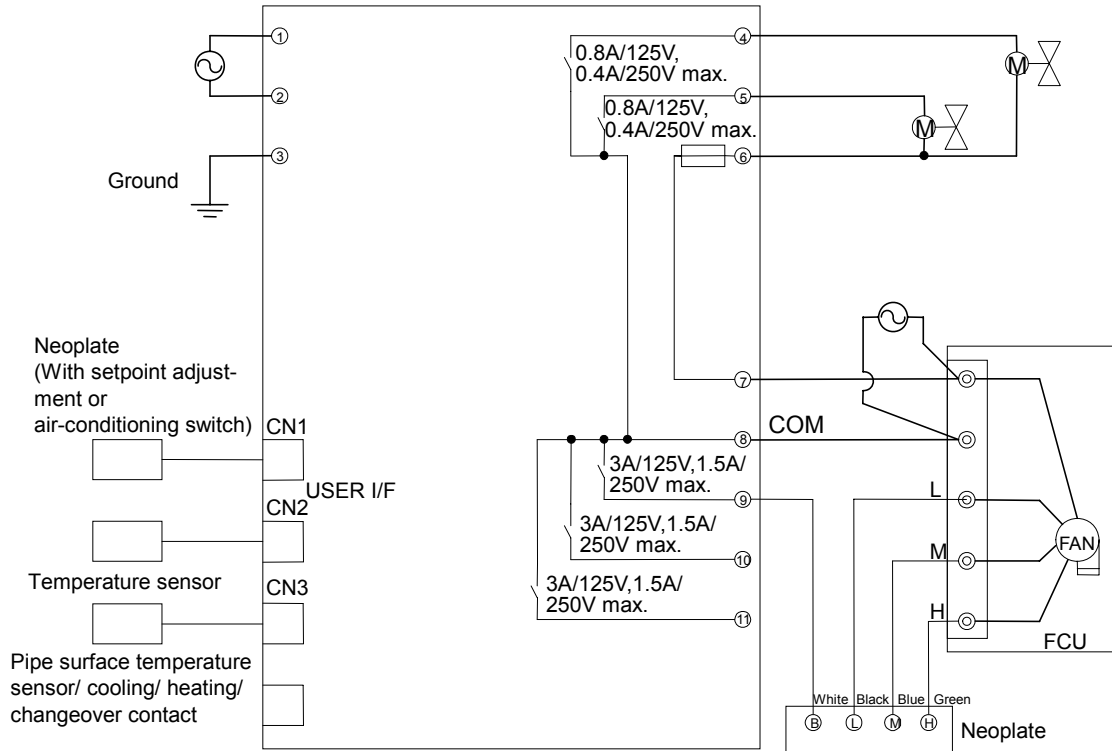 1
2
3
Ground
4
0.8A/125V,
0.4A/250V max.
M
5
0.8A/125V,
0.4A/250V max.
M
6
Neoplate
(With setpoint adjust-
ment or
air-conditioning switch)
CN1
USER I/F
CN2
Temperature sensor
CN3
Pipe surface temperature
sensor/ cooling/ heating/
changeover contact
7
8
COM
3A/125V,1.5A/
250V max.
9
3A/125V,1.5A/
250V max.
10
3A/125V,1.5A/
250V max.
11
L
M
H
FAN
FCU
White Black Blue Green
B L M H
Neoplate